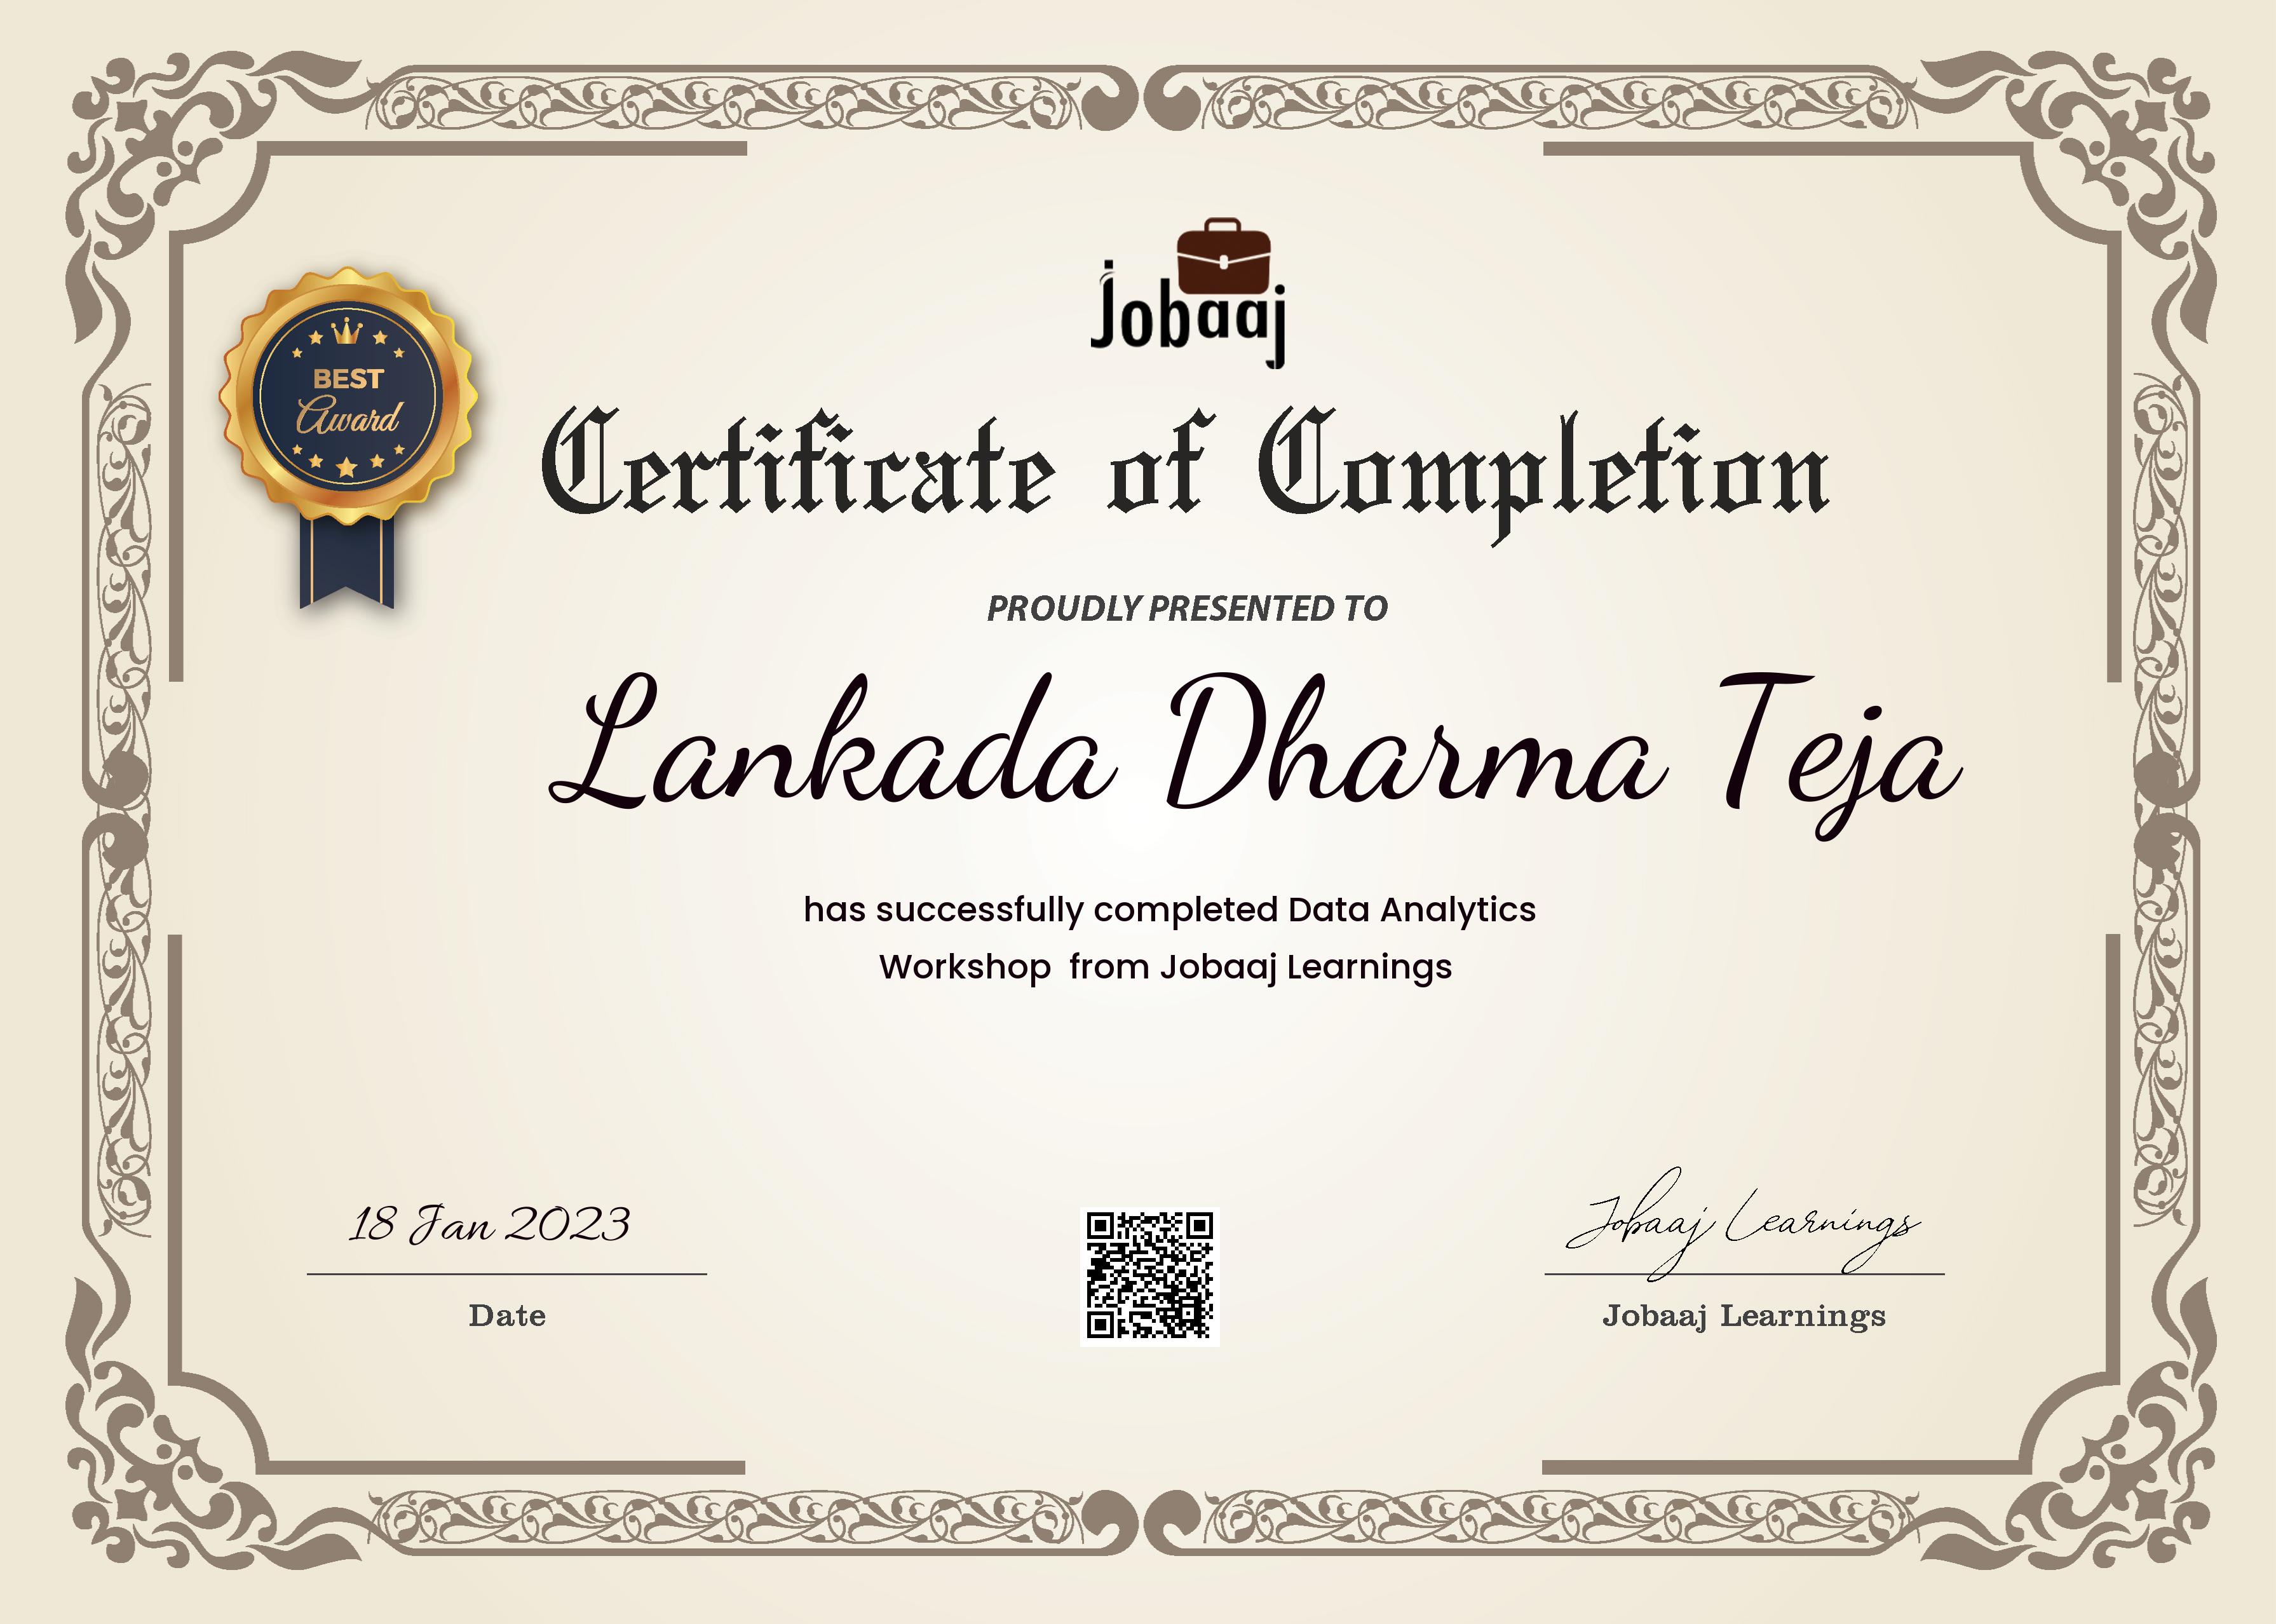 jobaaj
BEST
Award
Certificate of Completion
PROUDLY PRESENTED TO
Lankada Dharma Teja
has successfully completed Data Analytics
Workshop from Jobaaj Learnings
18 Jan 2023
Date
Jobaaj Learnings
Jobaaj Learnings